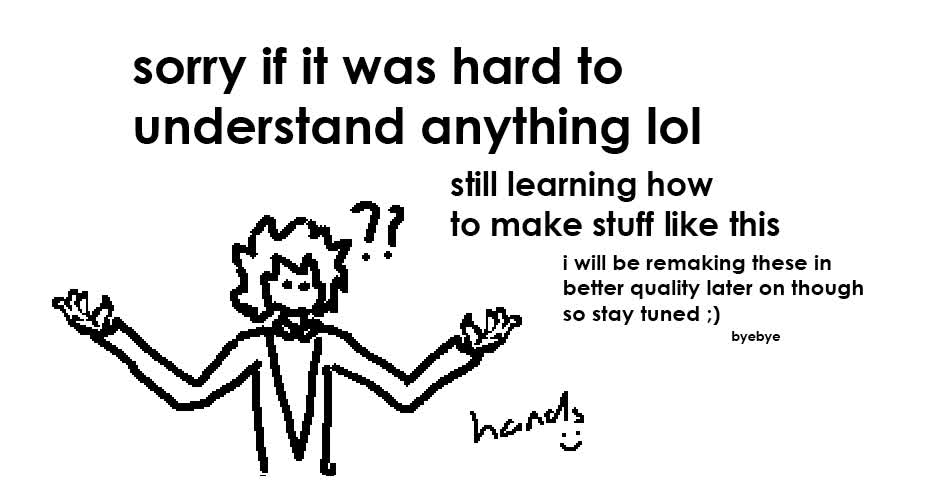 sorry if it was hard to
understand anything lol
still learning how
to make stuff like this
??
i will be remaking these in
better quality later on though
so stay tuned ;)
byebye
hands
:)